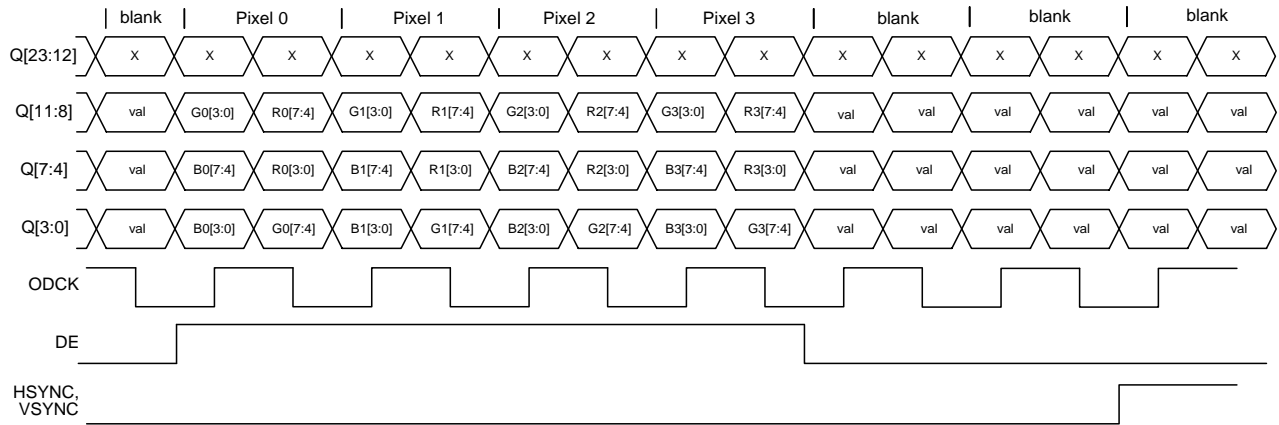 blank Pixel 0 Pixel 1 Pixel 2 Pixel 3 blank blank blank
Q[23:12] X X X X X X X X X X X X X X X
Q[11:8] val G0[3:0] R0[7:4] G1[3:0] R1[7:4] G2[3:0] R2[7:4] G3[3:0] R3[7:4] val val val val val val
Q[7:4] val B0[7:4] R0[3:0] B1[7:4] R1[3:0] B2[7:4] R2[3:0] B3[7:4] R3[3:0] val val val val val val
Q[3:0] val B0[3:0] G0[7:4] B1[3:0] G1[7:4] B2[3:0] G2[7:4] B3[3:0] G3[7:4] val val val val val val
ODCK
DE
HSYNC,
VSYNC